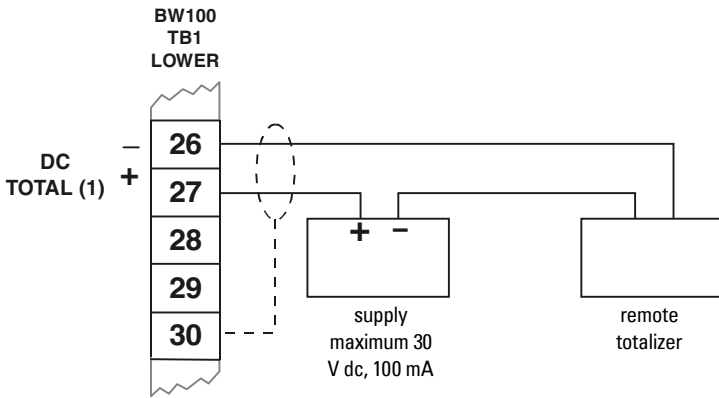 BW100
TB1
LOWER
DC
TOTAL (1)
–
+
26
27
28
29
30
+ –
supply
maximum 30
V dc, 100 mA
remote
totalizer